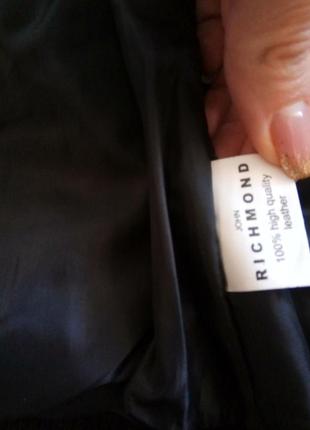 JOHN
RICHMOND
100% high quality
leather